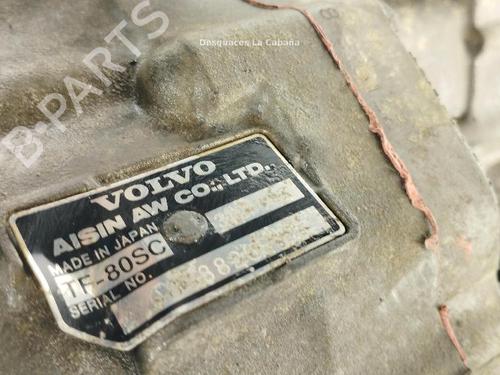 Desguaces La Cabaña
B-PARTS
VOLVO
AISIN AW CO., LTD.
MADE IN JAPAN
TF-80SC
SERIAL NO.